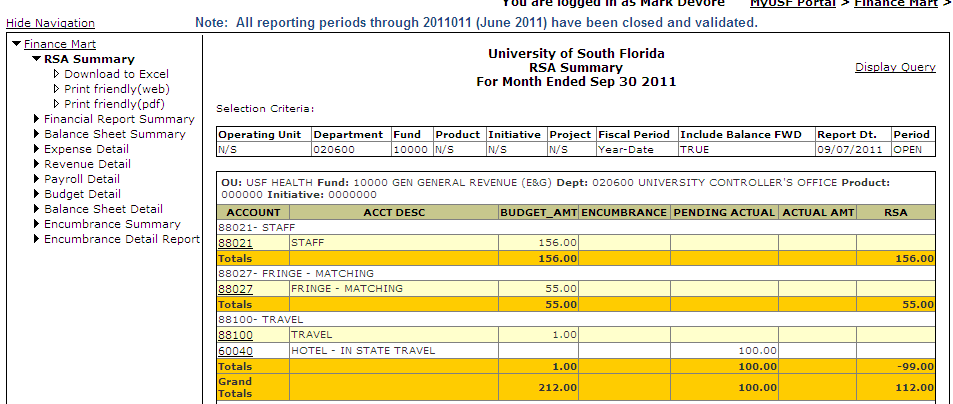 You are logged in as Mark Devore MyUSF Portal > Finance Mart >
Hide Navigation
Note: All reporting periods through 2011011 (June 2011) have been closed and validated.
Finance Mart
RSA Summary
Download to Excel
Print friendly(web)
Print friendly(pdf)
Financial Report Summary
Balance Sheet Summary
Expense Detail
Revenue Detail
Payroll Detail
Budget Detail
Balance Sheet Detail
Encumbrance Summary
Encumbrance Detail Report
University of South Florida
RSA Summary
For Month Ended Sep 30 2011
Display Query
Selection Criteria:
Operating Unit Department Fund Product Initiative Project Fiscal Period Include Balance FWD Report Dt. Period
N/S 020600 10000 N/S N/S N/S Year-Date TRUE 09/07/2011 OPEN
OU: USF HEALTH Fund: 10000 GEN GENERAL REVENUE (E&G) Dept: 020600 UNIVERSITY CONTROLLER'S OFFICE Product:
000000 Initiative: 0000000
ACCOUNT ACCT DESC BUDGET_AMT ENCUMBRANCE PENDING ACTUAL ACTUAL AMT RSA
88021- STAFF
88021 STAFF 156.00
Totals 156.00 156.00
88027- FRINGE - MATCHING
88027 FRINGE - MATCHING 55.00
Totals 55.00 55.00
88100- TRAVEL
88100 TRAVEL 1.00
60040 HOTEL - IN STATE TRAVEL 100.00
Totals 1.00 100.00 -99.00
Grand
Totals 212.00 100.00 112.00